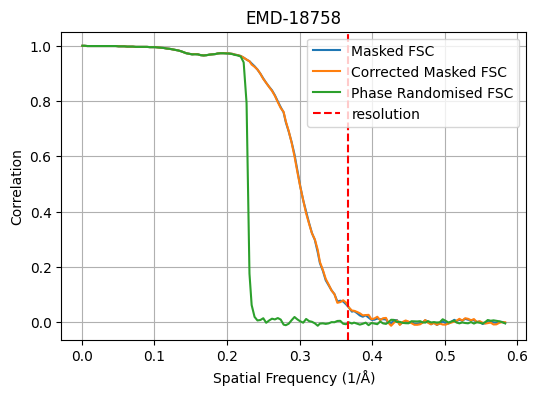 EMD-18758
Masked FSC
Corrected Masked FSC
Phase Randomised FSC
resolution
Correlation
1.0
0.8
0.6
0.4
0.2
0.0
0.0 0.1 0.2 0.3 0.4 0.5 0.6
Spatial Frequency (1/Å)